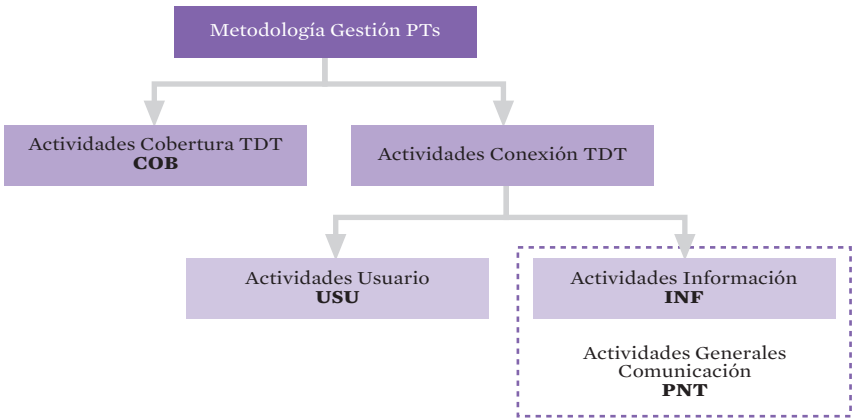 Metodología Gestión PTs
Actividades Cobertura TDT
COB
Actividades Conexión TDT
Actividades Usuario
USU
Actividades Información
INF
Actividades Generales
Comunicación
PNT